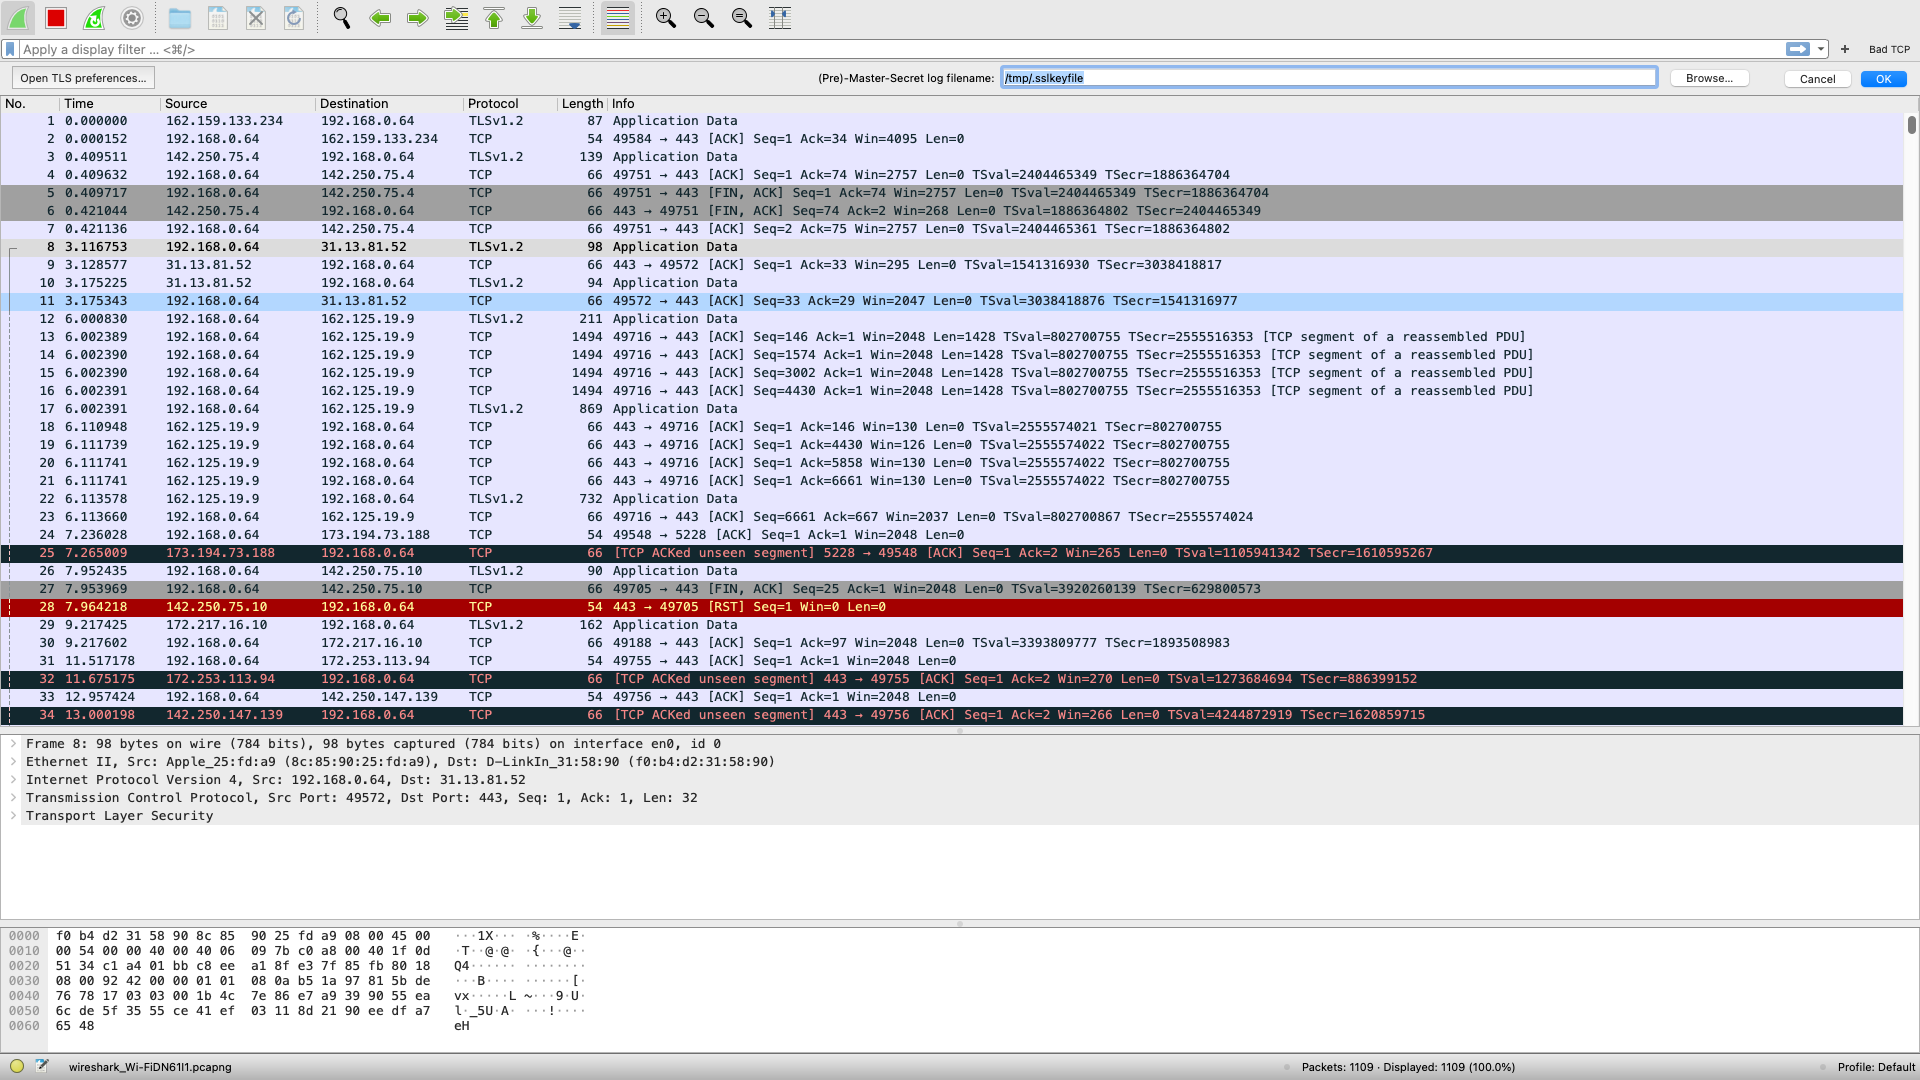 Apply a display filter ... <⌘/>
Bad TCP
Open TLS preferences...
(Pre)-Master-Secret log filename: /tmp/.sslkeyfile Browse... Cancel OK
No. Time Source Destination Protocol Length Info
1 0.000000 162.159.133.234 192.168.0.64 TLSv1.2 87 Application Data
2 0.000152 192.168.0.64 162.159.133.234 TCP 54 49584 → 443 [ACK] Seq=1 Ack=34 Win=4095 Len=0
3 0.409511 142.250.75.4 192.168.0.64 TLSv1.2 139 Application Data
4 0.409632 192.168.0.64 142.250.75.4 TCP 66 49751 → 443 [ACK] Seq=1 Ack=74 Win=2757 Len=0 TSval=2404465349 TSecr=1886364704
5 0.409717 192.168.0.64 142.250.75.4 TCP 66 49751 → 443 [FIN, ACK] Seq=1 Ack=74 Win=2757 Len=0 TSval=2404465349 TSecr=1886364704
6 0.421044 142.250.75.4 192.168.0.64 TCP 66 443 → 49751 [FIN, ACK] Seq=74 Ack=2 Win=268 Len=0 TSval=1886364802 TSecr=2404465349
7 0.421136 192.168.0.64 142.250.75.4 TCP 66 49751 → 443 [ACK] Seq=2 Ack=75 Win=2757 Len=0 TSval=2404465361 TSecr=1886364802
8 3.116753 192.168.0.64 31.13.81.52 TLSv1.2 98 Application Data
9 3.128577 31.13.81.52 192.168.0.64 TCP 66 443 → 49572 [ACK] Seq=1 Ack=33 Win=295 Len=0 TSval=1541316930 TSecr=3038418817
10 3.175225 31.13.81.52 192.168.0.64 TLSv1.2 94 Application Data
11 3.175343 192.168.0.64 31.13.81.52 TCP 66 49572 → 443 [ACK] Seq=33 Ack=29 Win=2047 Len=0 TSval=3038418876 TSecr=1541316977
12 6.000830 192.168.0.64 162.125.19.9 TLSv1.2 211 Application Data
13 6.002389 192.168.0.64 162.125.19.9 TCP 1494 49716 → 443 [ACK] Seq=146 Ack=1 Win=2048 Len=1428 TSval=802700755 TSecr=2555516353 [TCP segment of a reassembled PDU]
14 6.002390 192.168.0.64 162.125.19.9 TCP 1494 49716 → 443 [ACK] Seq=1574 Ack=1 Win=2048 Len=1428 TSval=802700755 TSecr=2555516353 [TCP segment of a reassembled PDU]
15 6.002390 192.168.0.64 162.125.19.9 TCP 1494 49716 → 443 [ACK] Seq=3002 Ack=1 Win=2048 Len=1428 TSval=802700755 TSecr=2555516353 [TCP segment of a reassembled PDU]
16 6.002391 192.168.0.64 162.125.19.9 TCP 1494 49716 → 443 [ACK] Seq=4430 Ack=1 Win=2048 Len=1428 TSval=802700755 TSecr=2555516353 [TCP segment of a reassembled PDU]
17 6.002391 192.168.0.64 162.125.19.9 TLSv1.2 869 Application Data
18 6.110948 162.125.19.9 192.168.0.64 TCP 66 443 → 49716 [ACK] Seq=1 Ack=146 Win=130 Len=0 TSval=2555574021 TSecr=802700755
19 6.111739 162.125.19.9 192.168.0.64 TCP 66 443 → 49716 [ACK] Seq=1 Ack=4430 Win=126 Len=0 TSval=2555574022 TSecr=802700755
20 6.111741 162.125.19.9 192.168.0.64 TCP 66 443 → 49716 [ACK] Seq=1 Ack=5858 Win=130 Len=0 TSval=2555574022 TSecr=802700755
21 6.111741 162.125.19.9 192.168.0.64 TCP 66 443 → 49716 [ACK] Seq=1 Ack=6661 Win=130 Len=0 TSval=2555574022 TSecr=802700755
22 6.113578 162.125.19.9 192.168.0.64 TLSv1.2 732 Application Data
23 6.113660 192.168.0.64 162.125.19.9 TCP 66 49716 → 443 [ACK] Seq=6661 Ack=667 Win=2037 Len=0 TSval=802700867 TSecr=2555574024
24 7.236028 192.168.0.64 173.194.73.188 TCP 54 49548 → 5228 [ACK] Seq=1 Ack=1 Win=2048 Len=0
25 7.265009 173.194.73.188 192.168.0.64 TCP 66 [TCP ACKed unseen segment] 5228 → 49548 [ACK] Seq=1 Ack=2 Win=265 Len=0 TSval=1105941342 TSecr=1610595267
26 7.952435 192.168.0.64 142.250.75.10 TLSv1.2 90 Application Data
27 7.953969 192.168.0.64 142.250.75.10 TCP 66 49705 → 443 [FIN, ACK] Seq=25 Ack=1 Win=2048 Len=0 TSval=3920260139 TSecr=629800573
28 7.964218 142.250.75.10 192.168.0.64 TCP 54 443 → 49705 [RST] Seq=1 Win=0 Len=0
29 9.217425 172.217.16.10 192.168.0.64 TLSv1.2 162 Application Data
30 9.217602 192.168.0.64 172.217.16.10 TCP 66 49188 → 443 [ACK] Seq=1 Ack=97 Win=2048 Len=0 TSval=3393809777 TSecr=1893508983
31 11.517178 192.168.0.64 172.253.113.94 TCP 54 49755 → 443 [ACK] Seq=1 Ack=1 Win=2048 Len=0
32 11.675175 172.253.113.94 192.168.0.64 TCP 66 [TCP ACKed unseen segment] 443 → 49755 [ACK] Seq=1 Ack=2 Win=270 Len=0 TSval=1273684694 TSecr=886399152
33 12.957424 192.168.0.64 142.250.147.139 TCP 54 49756 → 443 [ACK] Seq=1 Ack=1 Win=2048 Len=0
34 13.000198 142.250.147.139 192.168.0.64 TCP 66 [TCP ACKed unseen segment] 443 → 49756 [ACK] Seq=1 Ack=2 Win=266 Len=0 TSval=4244872919 TSecr=1620859715
Frame 8: 98 bytes on wire (784 bits), 98 bytes captured (784 bits) on interface en0, id 0
Ethernet II, Src: Apple_25:fd:a9 (8c:85:90:25:fd:a9), Dst: D-LinkIn_31:58:90 (f0:b4:d2:31:58:90)
Internet Protocol Version 4, Src: 192.168.0.64, Dst: 31.13.81.52
Transmission Control Protocol, Src Port: 49572, Dst Port: 443, Seq: 1, Ack: 1, Len: 32
Transport Layer Security
0000 f0 b4 d2 31 58 90 8c 85 90 25 fd a9 08 00 45 00 ···1X··· ·%····E·
0010 00 54 00 00 40 00 40 06 09 7b c0 a8 00 40 1f 0d ·T··@·@· ·{···@··
0020 51 34 c1 a4 01 bb c8 ee a1 8f e3 7f 85 fb 80 18 Q4······ ········
0030 08 00 92 42 00 00 01 01 08 0a b5 1a 97 81 5b de ···B···· ······[·
0040 76 78 17 03 03 00 1b 4c 7e 86 e7 a9 39 90 55 ea vx·····L ~···9·U·
0050 6c de 5f 35 55 ce 41 ef 03 11 8d 21 90 ee df a7 l·_5U·A· ···!····
0060 65 48 eH
wireshark_Wi-FiDN61I1.pcapng
Packets: 1109 · Displayed: 1109 (100.0%)
Profile: Default